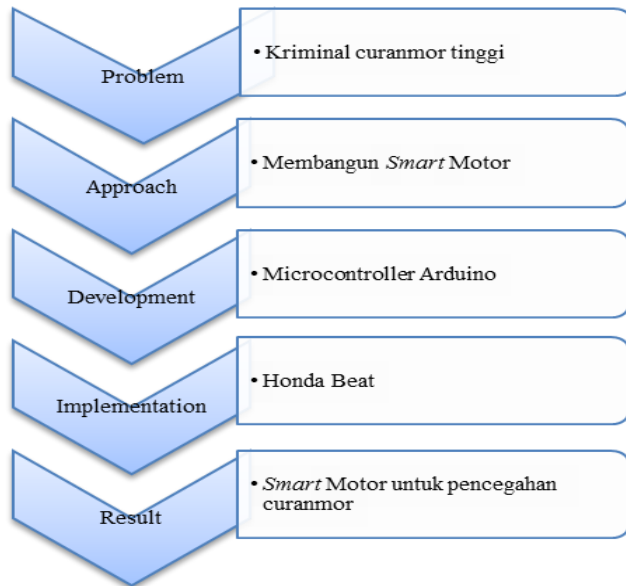 Problem
• Kriminal curanmor tinggi
Approach
• Membangun Smart Motor
Development
• Microcontroller Arduino
Implementation
• Honda Beat
Result
• Smart Motor untuk pencegahan
curanmor